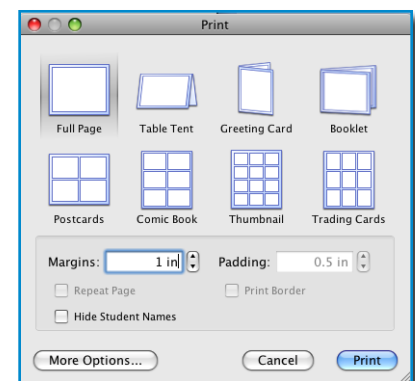 Print
Full Page Table Tent Greeting Card Booklet
Postcards Comic Book Thumbnail Trading Cards
Margins: 1 in Padding: 0.5 in
Repeat Page Print Border
Hide Student Names
More Options... Cancel Print